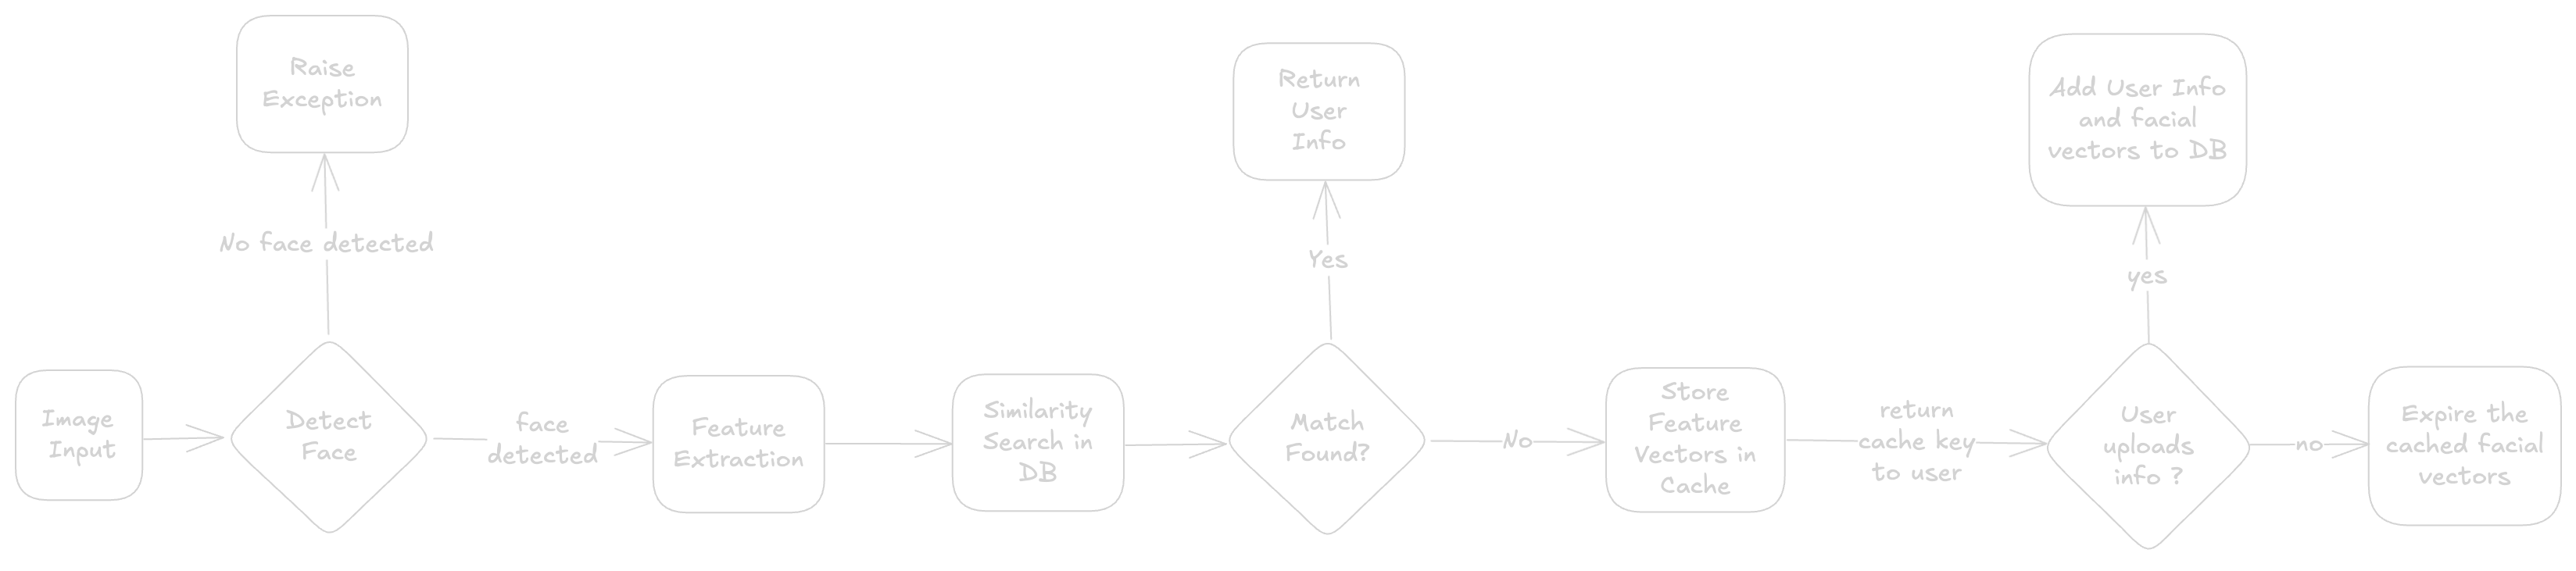 Raise
Exception
No face detected
Image
Input
Detect
Face
face
detected
Feature
Extraction
Similarity
Search in
DB
Return
User
Info
Yes
Match
Found?
No
Store
Feature
Vectors in
Cache
return
cache key
to user
Add User Info
and facial
vectors to DB
yes
User
uploads
info ?
no
Expire the
cached facial
vectors